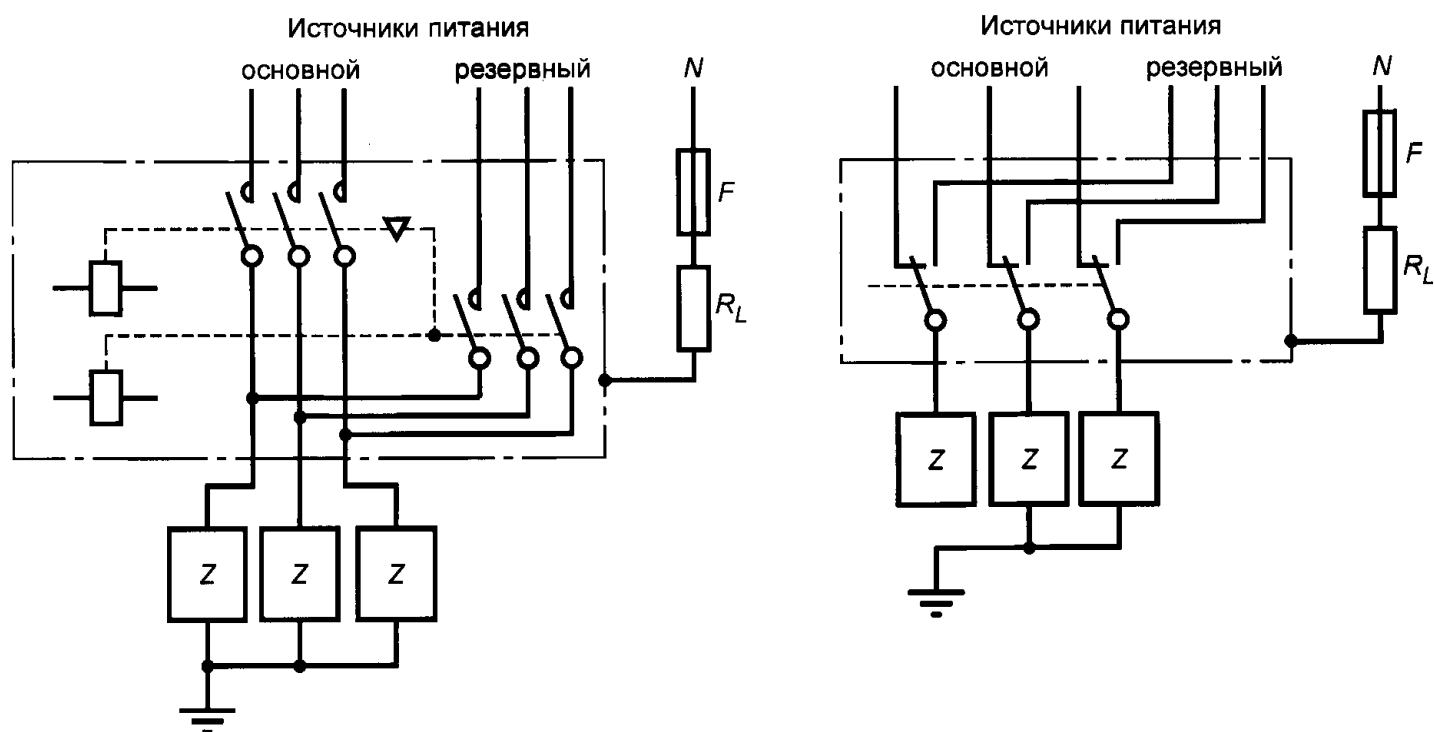 Источники питания
основной резервный N
F
R_L
Z Z Z
Источники питания
основной резервный N
F
R_L
Z Z Z